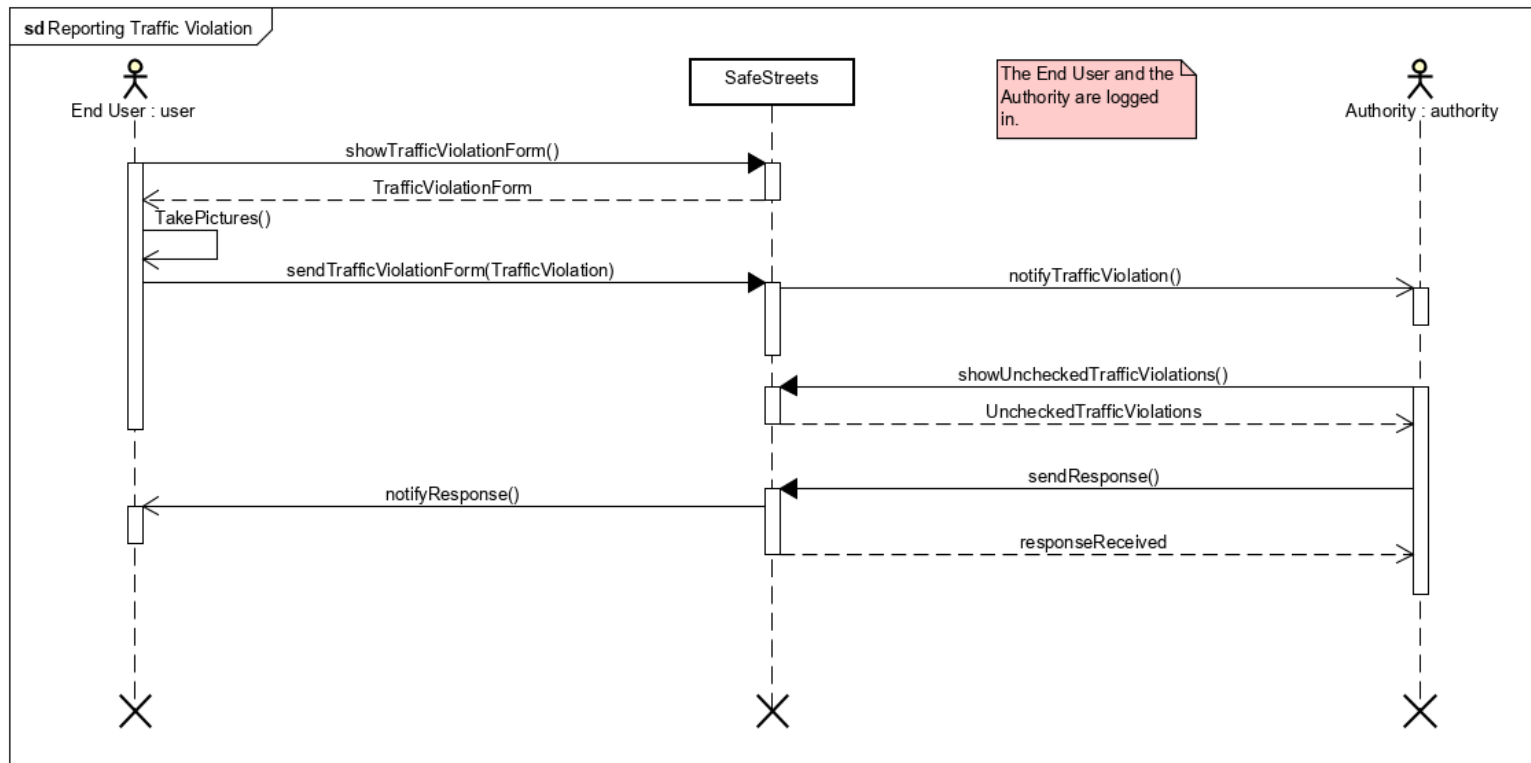 sd Reporting Traffic Violation
End User : user
SafeStreets
The End User and the
Authority are logged
in.
Authority : authority
showTrafficViolationForm()
TrafficViolationForm
TakePictures()
sendTrafficViolationForm(TrafficViolation)
notifyTrafficViolation()
showUncheckedTrafficViolations()
UncheckedTrafficViolations
sendResponse()
notifyResponse()
responseReceived